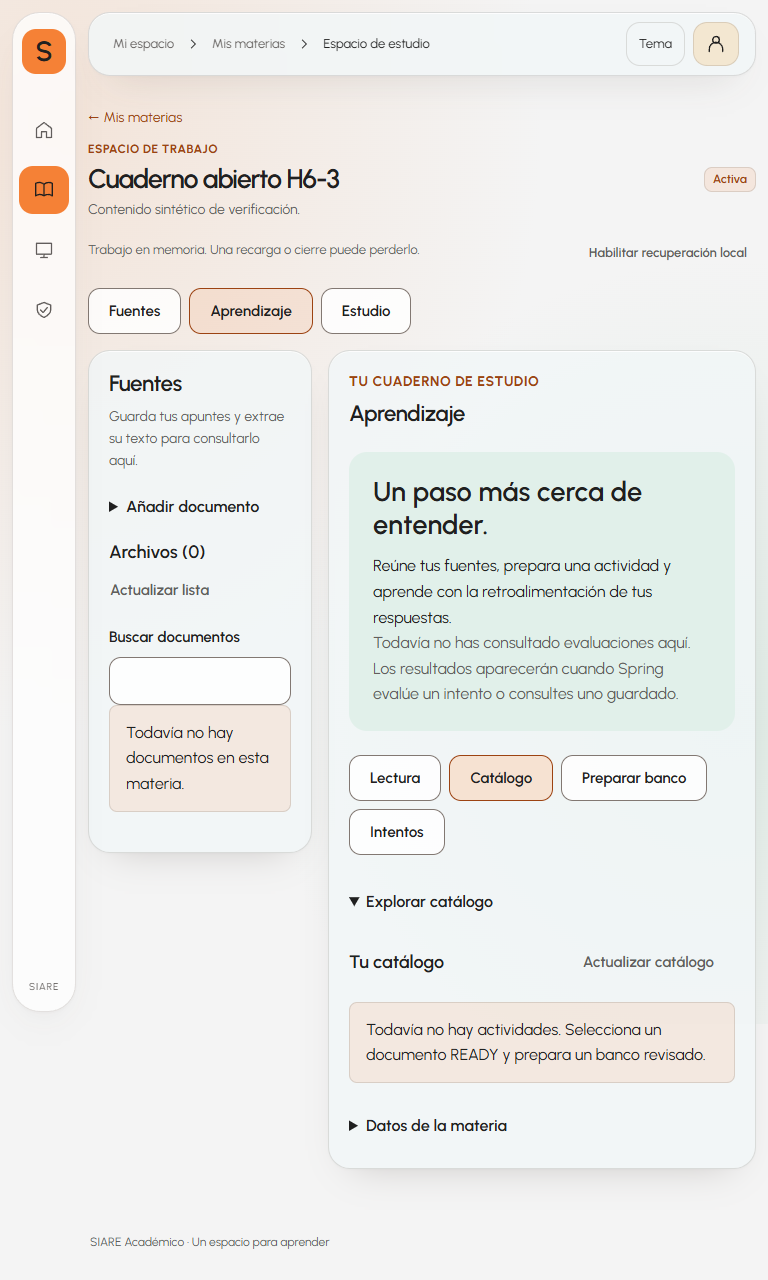 S
Mi espacio > Mis materias > Espacio de estudio
Tema
← Mis materias
ESPACIO DE TRABAJO
Cuaderno abierto H6-3
Activa
Contenido sintético de verificación.
Trabajo en memoria. Una recarga o cierre puede perderlo.
Habilitar recuperación local
Fuentes
Aprendizaje
Estudio
Fuentes
Guarda tus apuntes y extrae
su texto para consultarlo
aquí.
Añadir documento
Archivos (0)
Actualizar lista
Buscar documentos
Todavía no hay
documentos en esta
materia.
TU CUADERNO DE ESTUDIO
Aprendizaje
Un paso más cerca de
entender.
Reúne tus fuentes, prepara una actividad y
aprende con la retroalimentación de tus
respuestas.
Todavía no has consultado evaluaciones aquí.
Los resultados aparecerán cuando Spring
evalúe un intento o consultes uno guardado.
Lectura
Catálogo
Preparar banco
Intentos
Explorar catálogo
Tu catálogo
Actualizar catálogo
Todavía no hay actividades. Selecciona un
documento READY y prepara un banco revisado.
Datos de la materia
SIARE
SIARE Académico · Un espacio para aprender